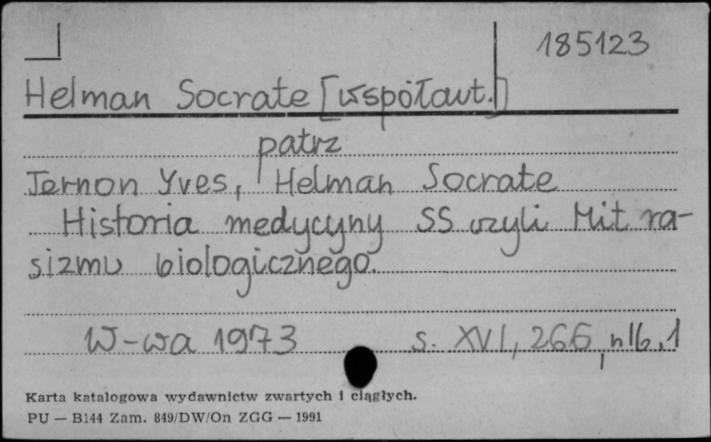 185123
Helman Socrate [współaut.]
patrz
Ternon Yves, Helman Socrate
Historia medycyny SS czyli Mit ra-
sizmu biologicznego.
W-wa 1973 s. XVI, 266, nlb, 1
Karta katalogowa wydawnictw zwartych i ciągłych.
PU — B144 Zam. 849/DW/On ZGG — 1991